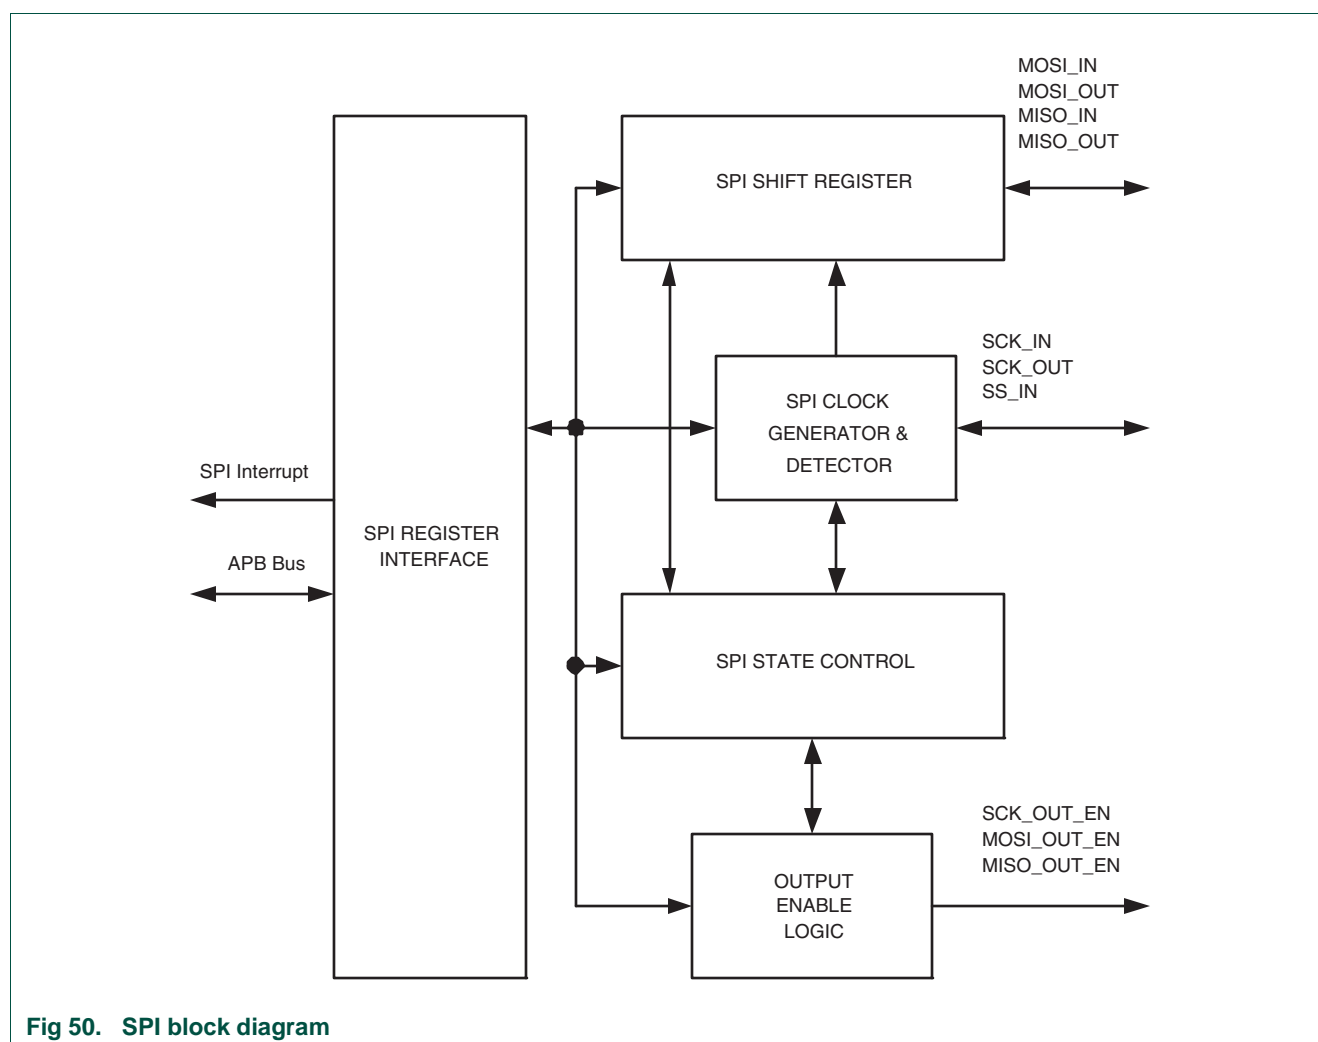 MOSI_IN
MOSI_OUT
MISO_IN
MISO_OUT
SPI SHIFT REGISTER
SCK_IN
SCK_OUT
SS_IN
SPI CLOCK
GENERATOR &
DETECTOR
SPI Interrupt
SPI REGISTER
INTERFACE
APB Bus
SPI STATE CONTROL
SCK_OUT_EN
MOSI_OUT_EN
MISO_OUT_EN
OUTPUT
ENABLE
LOGIC
Fig 50. SPI block diagram